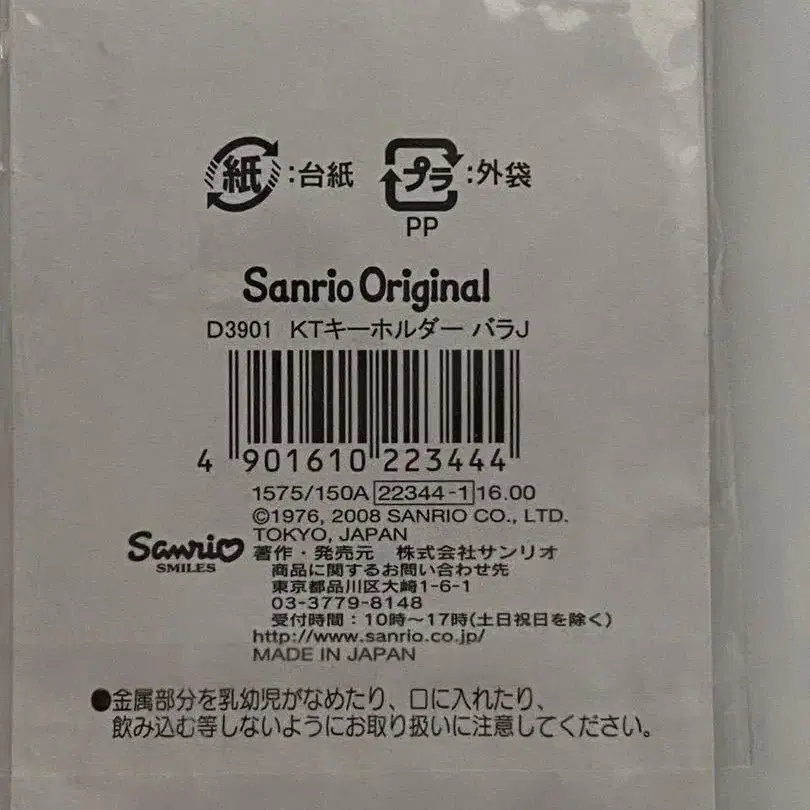 紙:台紙 プラ:外袋
PP
Sanrio Original
D3901 KTキーホルダー バラJ
4 901610 223444
1575/150A 22344-1 16.00
©1976, 2008 SANRIO CO., LTD.
TOKYO, JAPAN
Sanrio
SMILES
著作・発売元 株式会社サンリオ
商品に関するお問い合わせ先
東京都品川区大崎1-6-1
03-3779-8148
受付時間:10時~17時(土日祝日を除く)
http://www.sanrio.co.jp/
MADE IN JAPAN
●金属部分を乳幼児がなめたり、口に入れたり、
飲み込む等しないようにお取り扱いに注意してください。